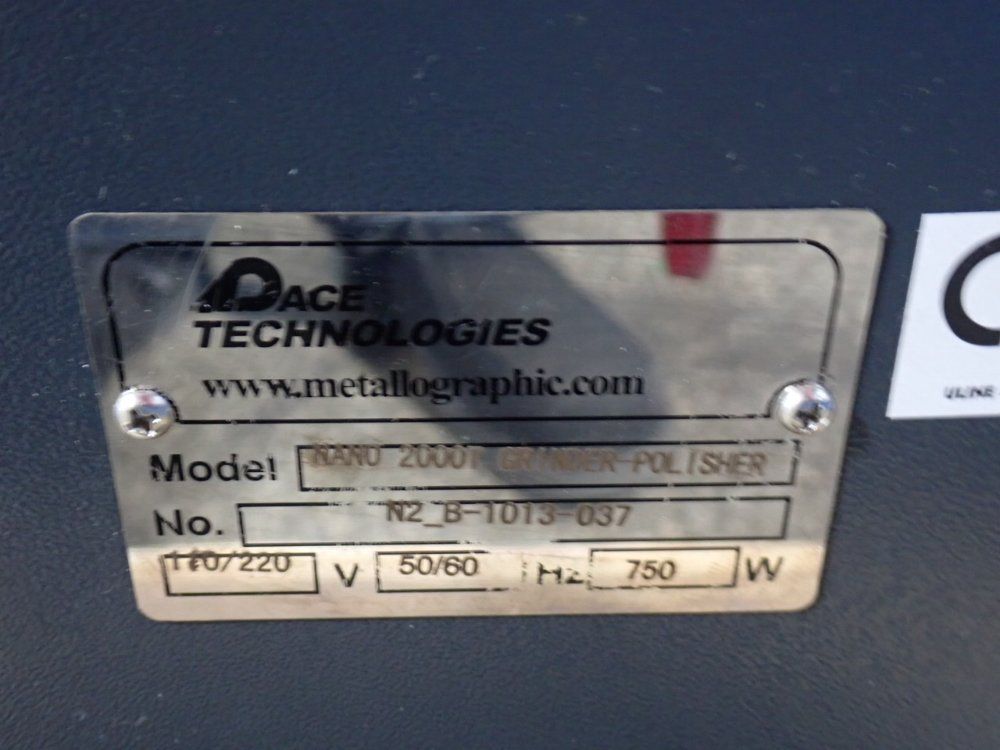 PACE
TECHNOLOGIES
www.metallographic.com
Model NANO 2000T GRINDER-POLISHER
No. N2_B-1013-037
110/220 V 50/60 Hz 750 W
ULINE